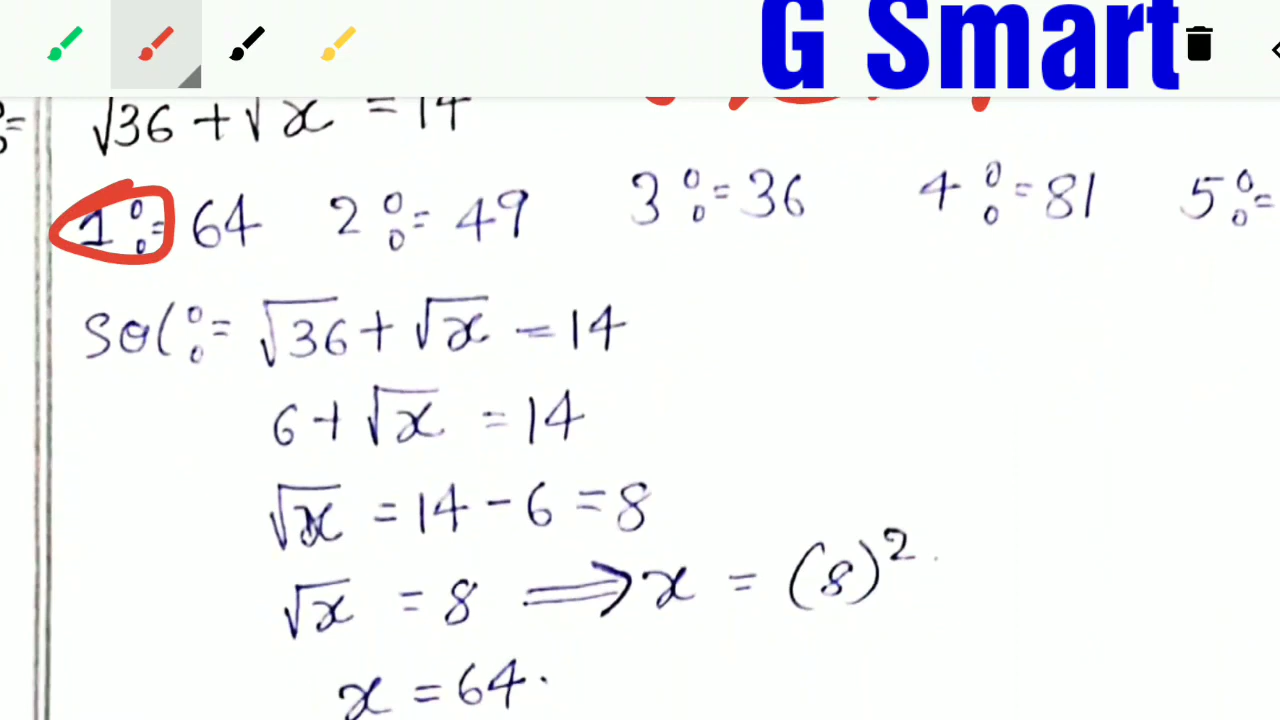 G Smart
√36 + √x = 14
1:= 64 2:= 49 3:= 36 4:= 81 5:=
Sol:= √36 + √x = 14
6 + √x = 14
√x = 14 - 6 = 8
√x = 8 ⟹ x = (8)²
x = 64.